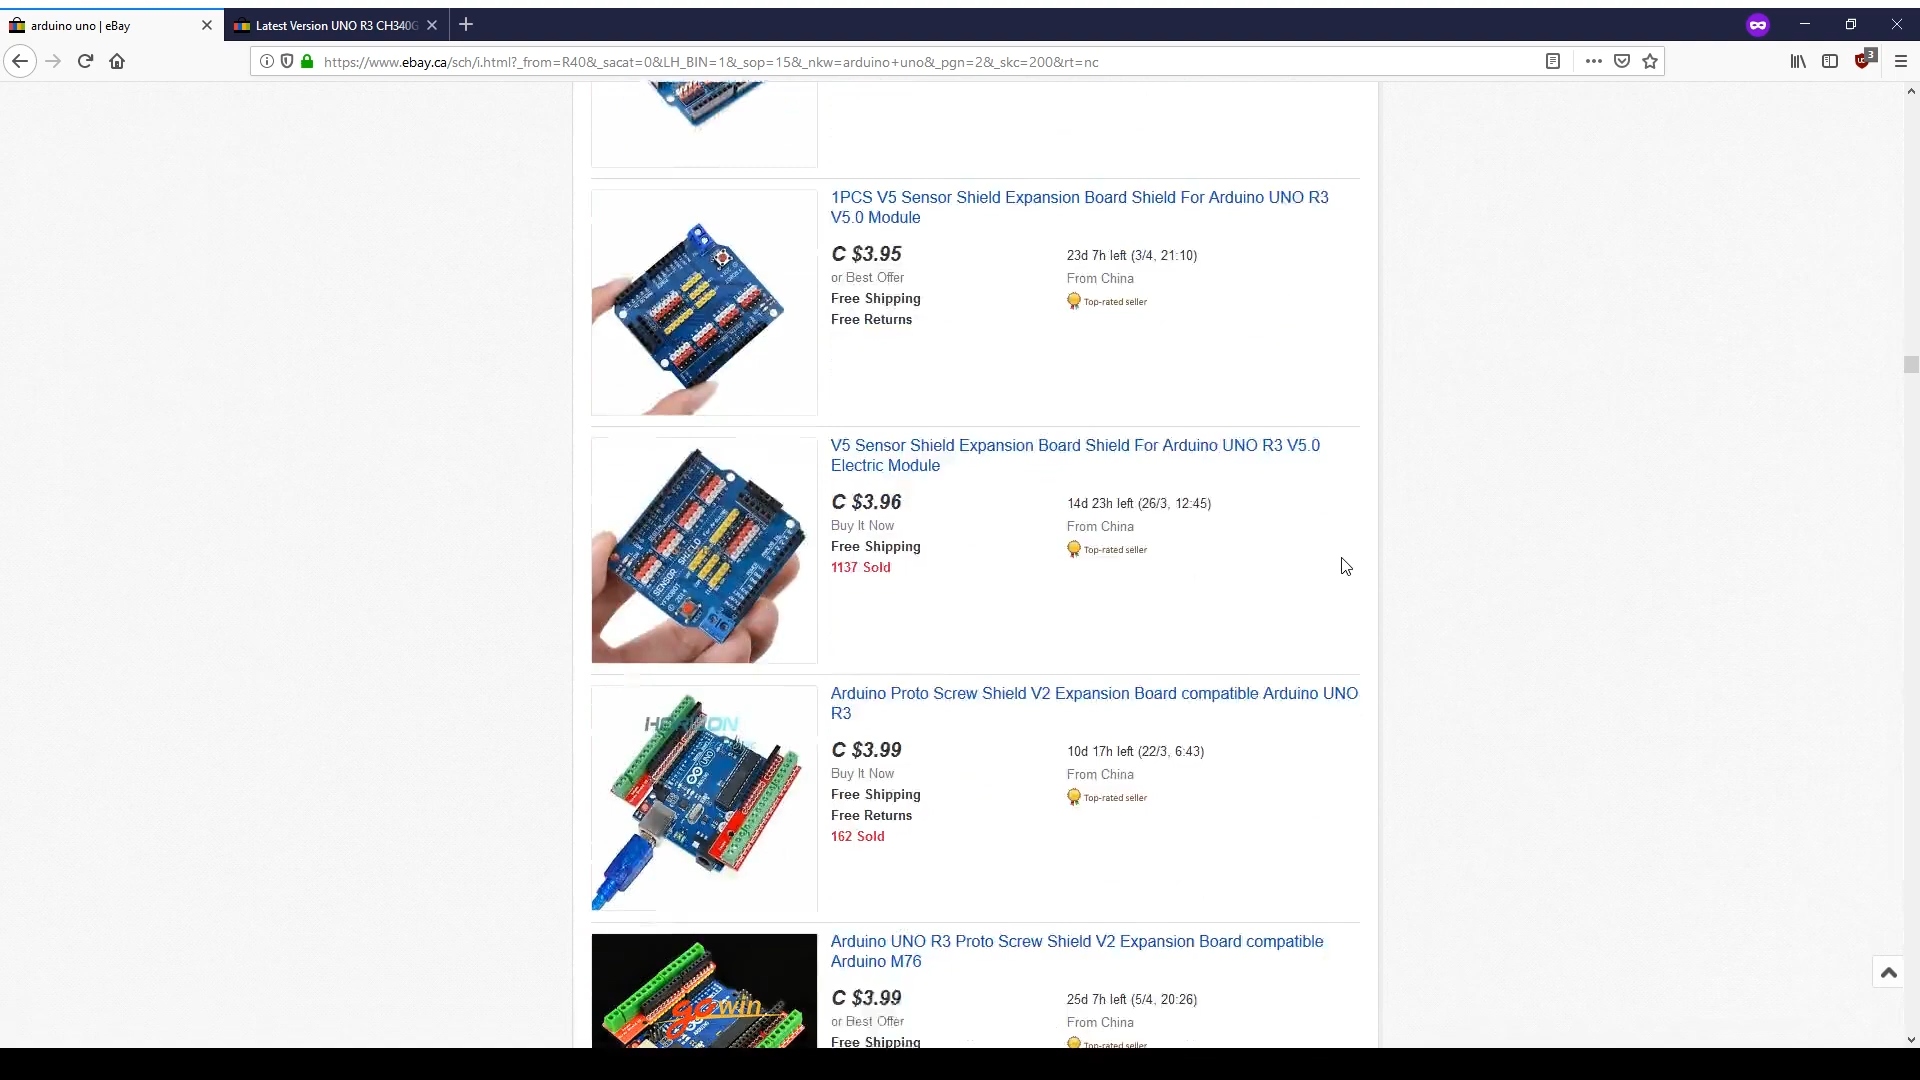 arduino uno | eBay
Latest Version UNO R3 CH340G
https://www.ebay.ca/sch/i.html?_from=R40&_sacat=0&LH_BIN=1&_sop=15&_nkw=arduino+uno&_pgn=2&_skc=200&rt=nc
3
1PCS V5 Sensor Shield Expansion Board Shield For Arduino UNO R3
V5.0 Module
C $3.95
23d 7h left (3/4, 21:10)
or Best Offer
From China
Free Shipping
Top-rated seller
Free Returns
V5 Sensor Shield Expansion Board Shield For Arduino UNO R3 V5.0
Electric Module
C $3.96
14d 23h left (26/3, 12:45)
Buy It Now
From China
Free Shipping
Top-rated seller
1137 Sold
SENSOR SHIELD
Arduino Proto Screw Shield V2 Expansion Board compatible Arduino UNO
R3
C $3.99
10d 17h left (22/3, 6:43)
Buy It Now
From China
Free Shipping
Top-rated seller
Free Returns
162 Sold
UNO
Arduino UNO R3 Proto Screw Shield V2 Expansion Board compatible
Arduino M76
C $3.99
25d 7h left (5/4, 20:26)
or Best Offer
From China
Free Shipping
Top-rated seller
gowin